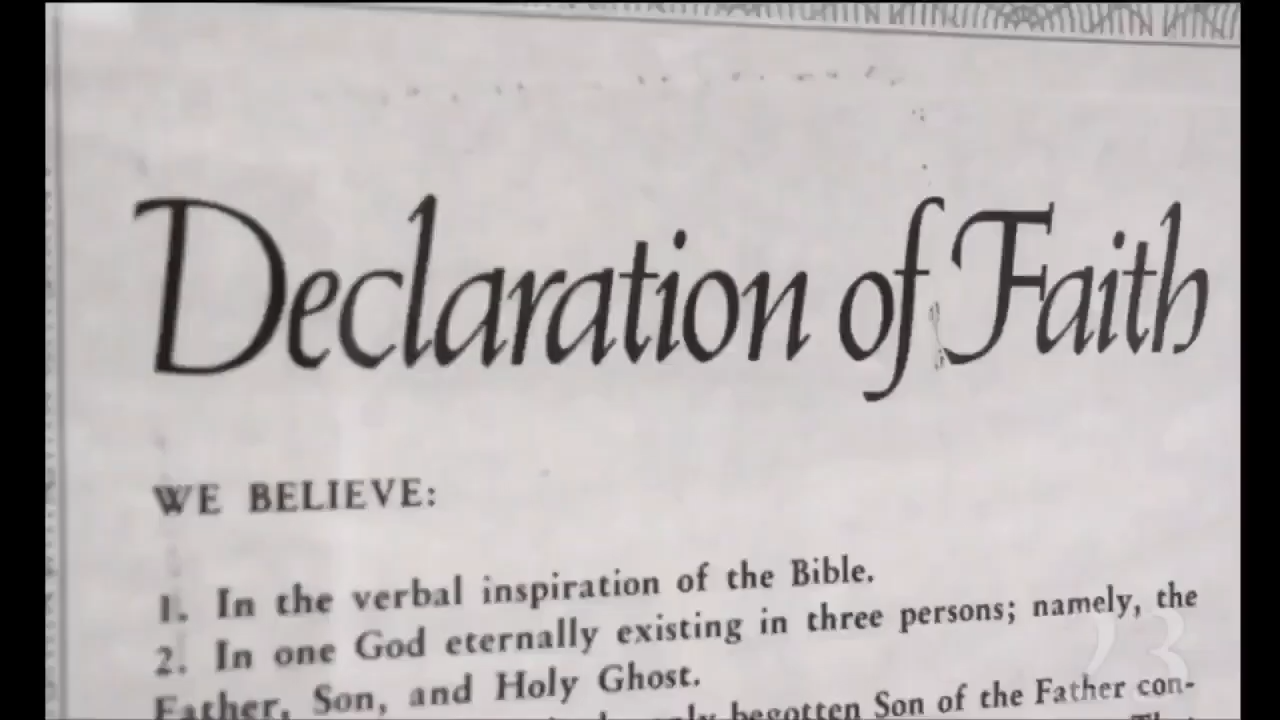 Declaration of Faith
WE BELIEVE:
1. In the verbal inspiration of the Bible.
2. In one God eternally existing in three persons; namely, the
Father, Son, and Holy Ghost.
begotten Son of the Father con-